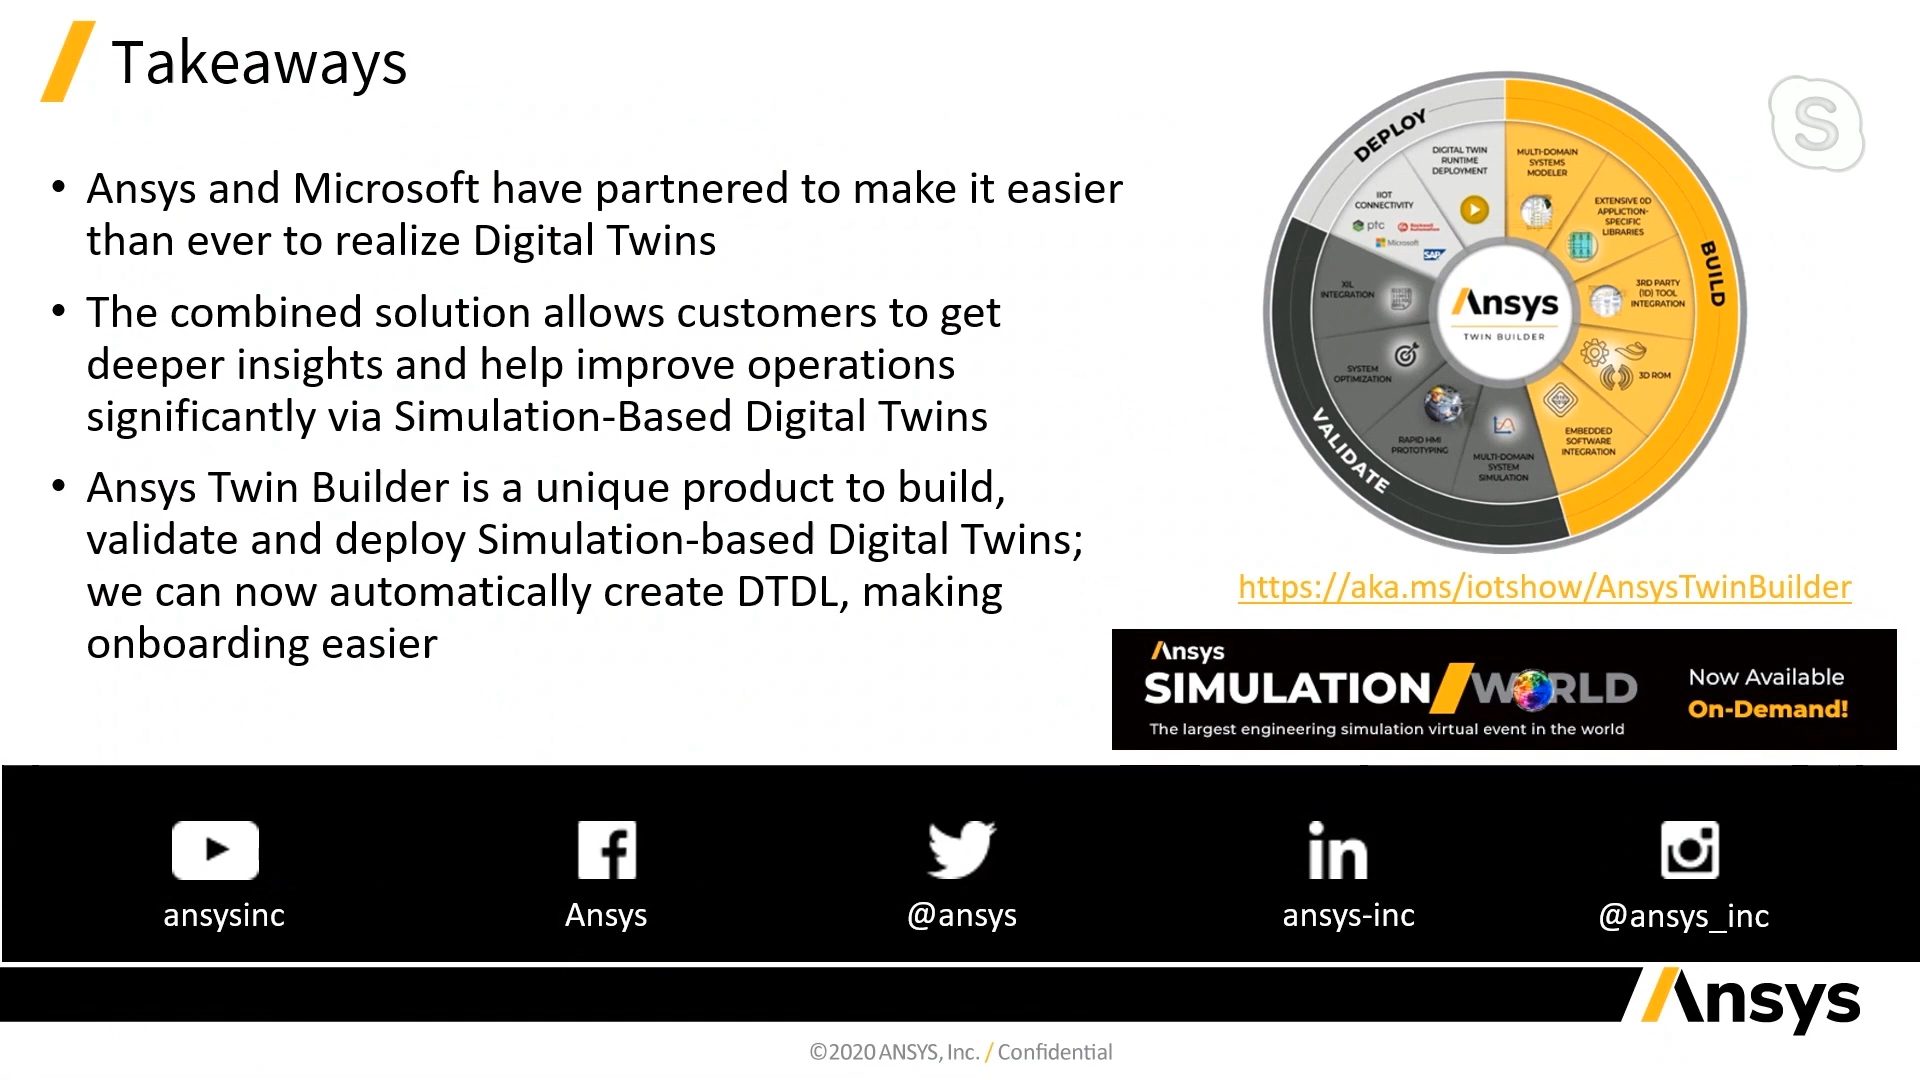 Takeaways
• Ansys and Microsoft have partnered to make it easier
than ever to realize Digital Twins
• The combined solution allows customers to get
deeper insights and help improve operations
significantly via Simulation-Based Digital Twins
• Ansys Twin Builder is a unique product to build,
validate and deploy Simulation-based Digital Twins;
we can now automatically create DTDL, making
onboarding easier
DEPLOY
DIGITAL TWIN
RUNTIME
DEPLOYMENT
IIOT
CONNECTIVITY
ptc
Rockwell
Automation
Microsoft
SAP
BUILD
MULTI-DOMAIN
SYSTEMS
MODELER
EXTENSIVE 0D
APPLICTION-
SPECIFIC
LIBRARIES
3RD PARTY
(1D) TOOL
INTEGRATION
3D ROM
EMBEDDED
SOFTWARE
INTEGRATION
VALIDATE
MULTI-DOMAIN
SYSTEM
SIMULATION
RAPID HMI
PROTOTYPING
SYSTEM
OPTIMIZATION
XIL
INTEGRATION
Ansys
TWIN BUILDER
S
https://aka.ms/iotshow/AnsysTwinBuilder
Ansys
SIMULATION WORLD
The largest engineering simulation virtual event in the world
Now Available
On-Demand!
ansysinc
Ansys
@ansys
ansys-inc
@ansys_inc
Ansys
©2020 ANSYS, Inc. / Confidential